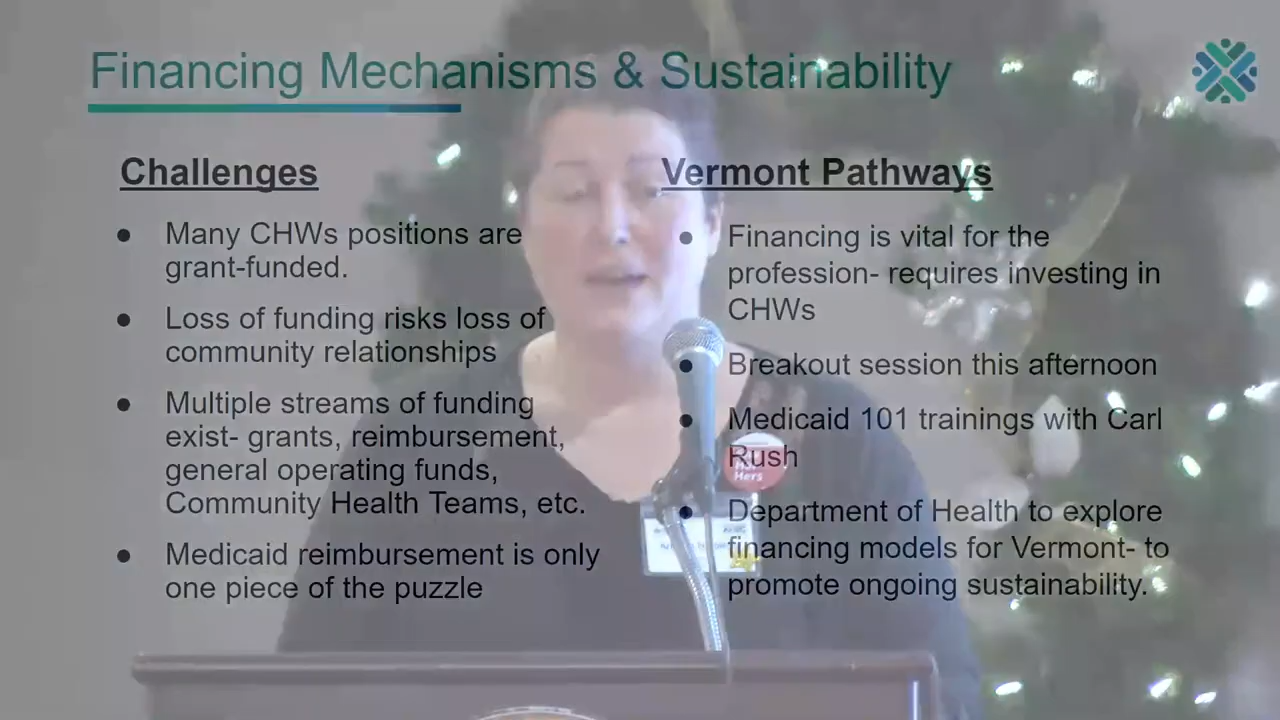 Financing Mechanisms & Sustainability
Challenges
● Many CHWs positions are
grant-funded.
● Loss of funding risks loss of
community relationships
● Multiple streams of funding
exist- grants, reimbursement,
general operating funds,
Community Health Teams, etc.
● Medicaid reimbursement is only
one piece of the puzzle
Vermont Pathways
● Financing is vital for the
profession- requires investing in
CHWs
● Breakout session this afternoon
● Medicaid 101 trainings with Carl
Rush
● Department of Health to explore
financing models for Vermont- to
promote ongoing sustainability.
Hers